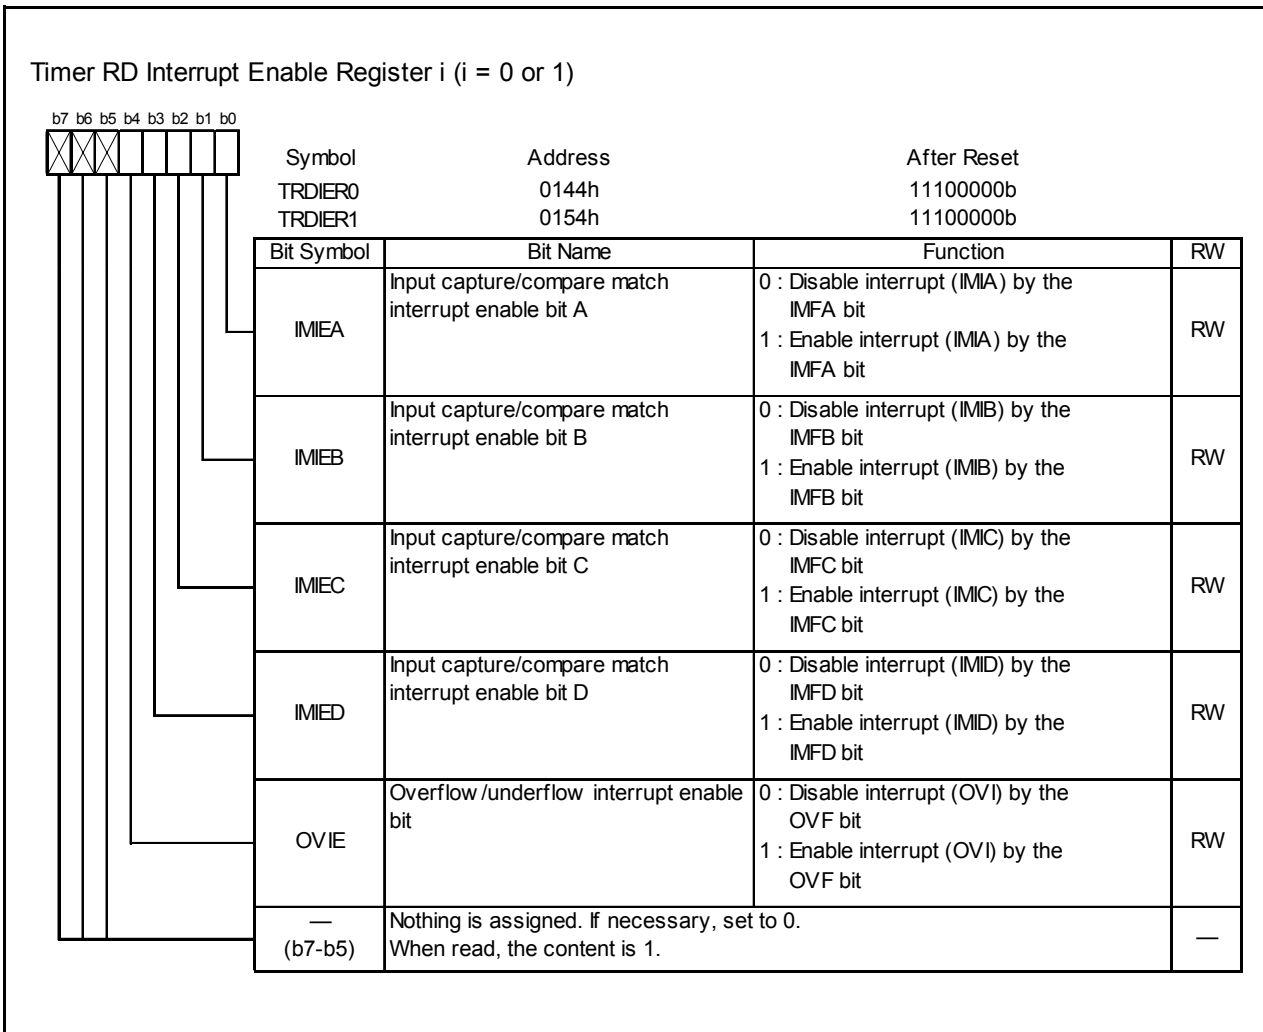 Timer RD Interrupt Enable Register i (i = 0 or 1)
b7 b6 b5 b4 b3 b2 b1 b0
Symbol Address After Reset
TRDIER0 0144h 11100000b
TRDIER1 0154h 11100000b
Bit Symbol Bit Name Function RW
IMIEA
Input capture/compare match
interrupt enable bit A
0 : Disable interrupt (IMIA) by the
IMFA bit
1 : Enable interrupt (IMIA) by the
IMFA bit
RW
IMIEB
Input capture/compare match
interrupt enable bit B
0 : Disable interrupt (IMIB) by the
IMFB bit
1 : Enable interrupt (IMIB) by the
IMFB bit
RW
IMIEC
Input capture/compare match
interrupt enable bit C
0 : Disable interrupt (IMIC) by the
IMFC bit
1 : Enable interrupt (IMIC) by the
IMFC bit
RW
IMIED
Input capture/compare match
interrupt enable bit D
0 : Disable interrupt (IMID) by the
IMFD bit
1 : Enable interrupt (IMID) by the
IMFD bit
RW
OVIE
Overflow/underflow interrupt enable
bit
0 : Disable interrupt (OVI) by the
OVF bit
1 : Enable interrupt (OVI) by the
OVF bit
RW
—
(b7-b5)
Nothing is assigned. If necessary, set to 0.
When read, the content is 1.
—